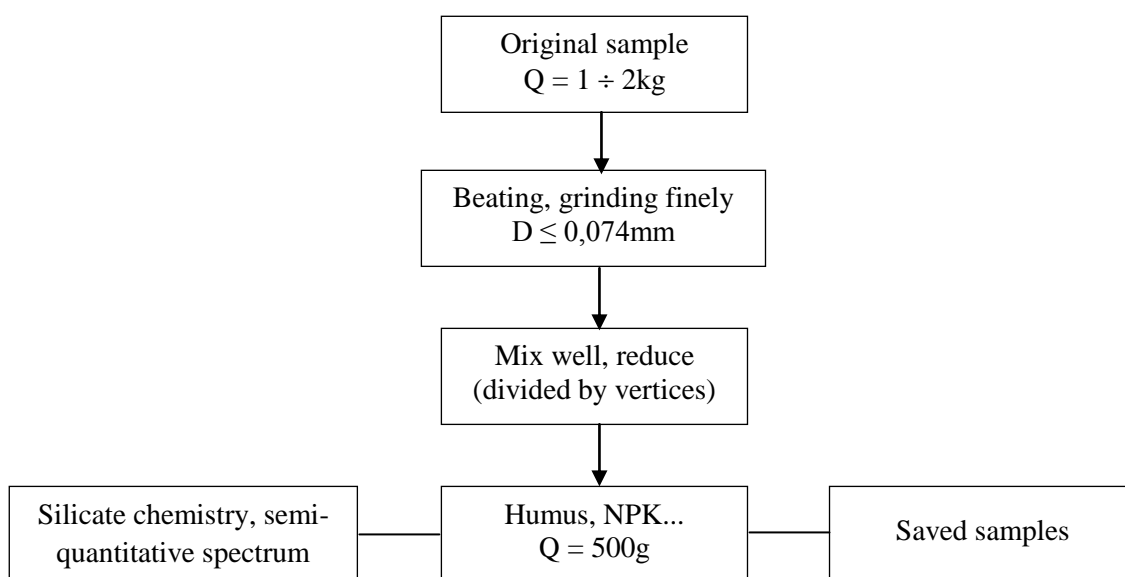 Original sample
Q = 1 ÷ 2kg
Beating, grinding finely
D ≤ 0,074mm
Mix well, reduce
(divided by vertices)
Silicate chemistry, semi-
quantitative spectrum
Humus, NPK...
Q = 500g
Saved samples